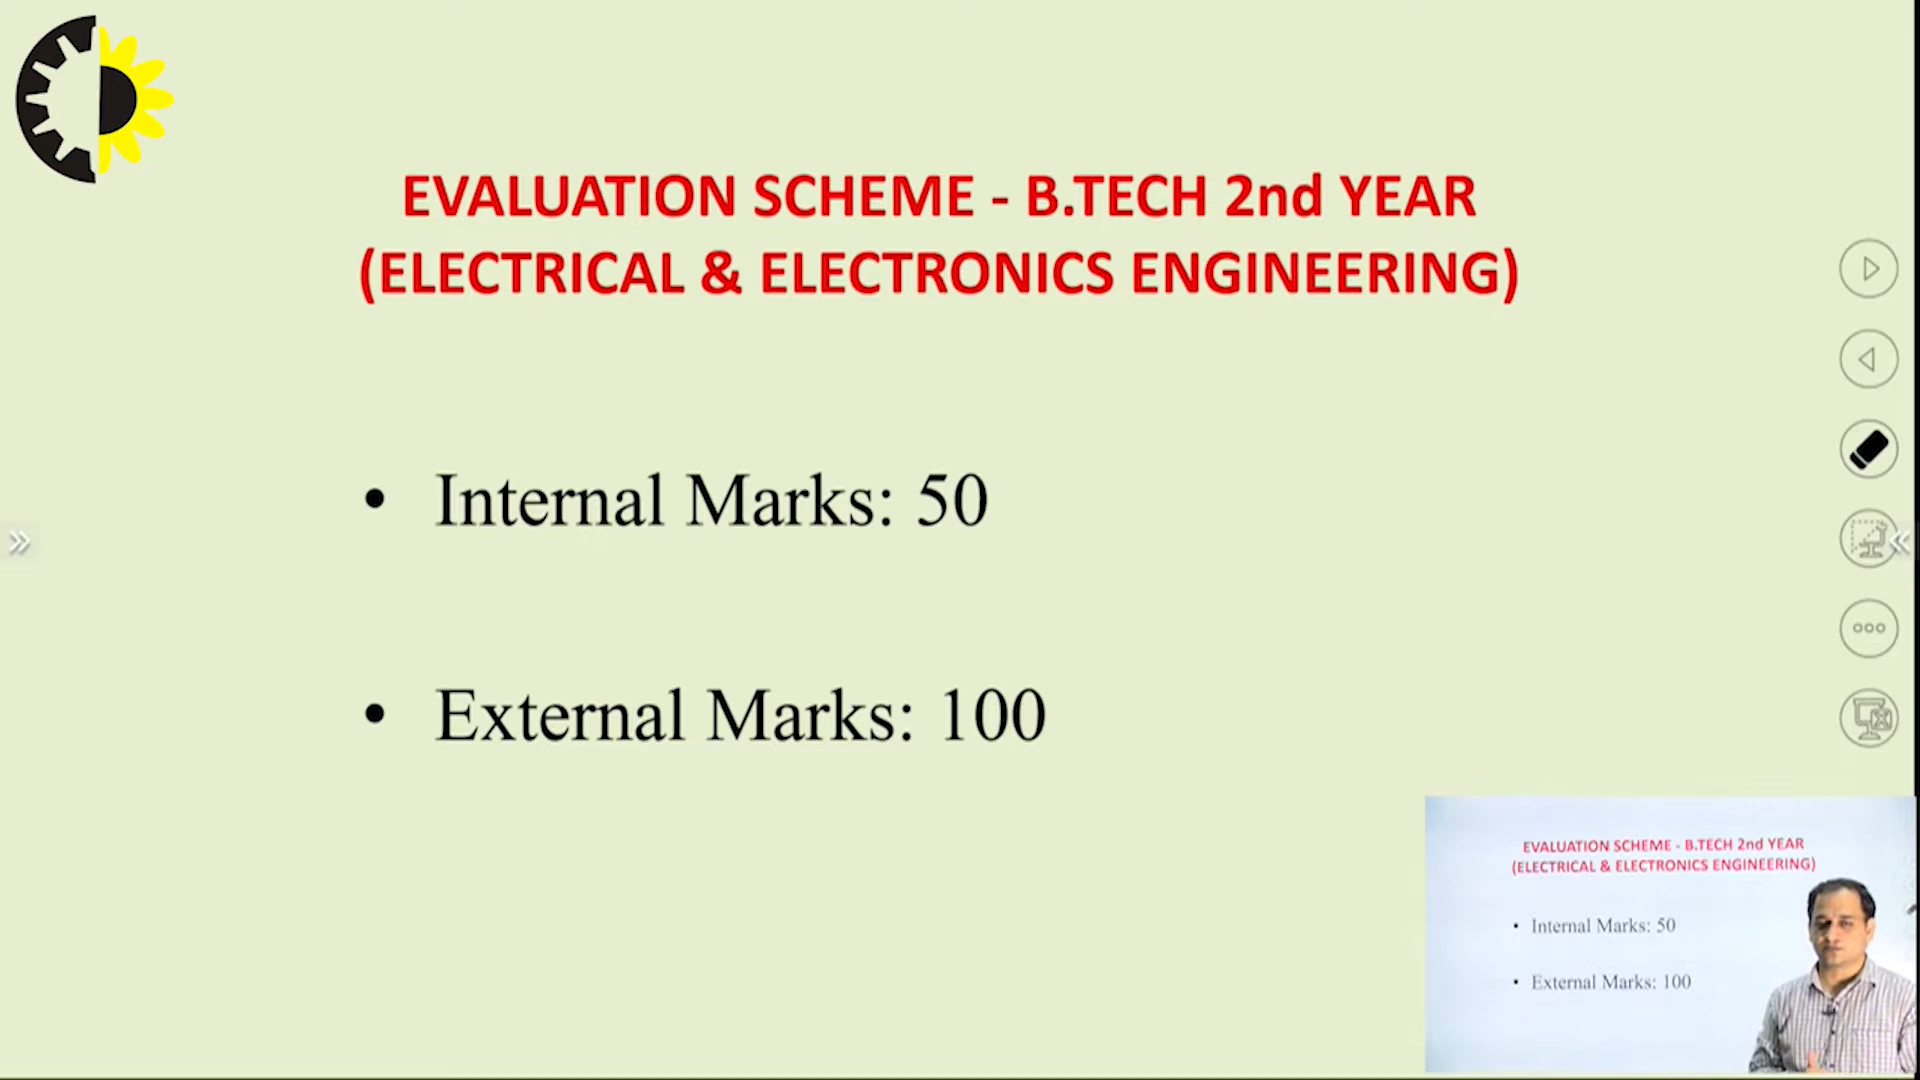 EVALUATION SCHEME - B.TECH 2nd YEAR
(ELECTRICAL & ELECTRONICS ENGINEERING)
• Internal Marks: 50
• External Marks: 100
EVALUATION SCHEME - B.TECH 2nd YEAR
(ELECTRICAL & ELECTRONICS ENGINEERING)
• Internal Marks: 50
• External Marks: 100